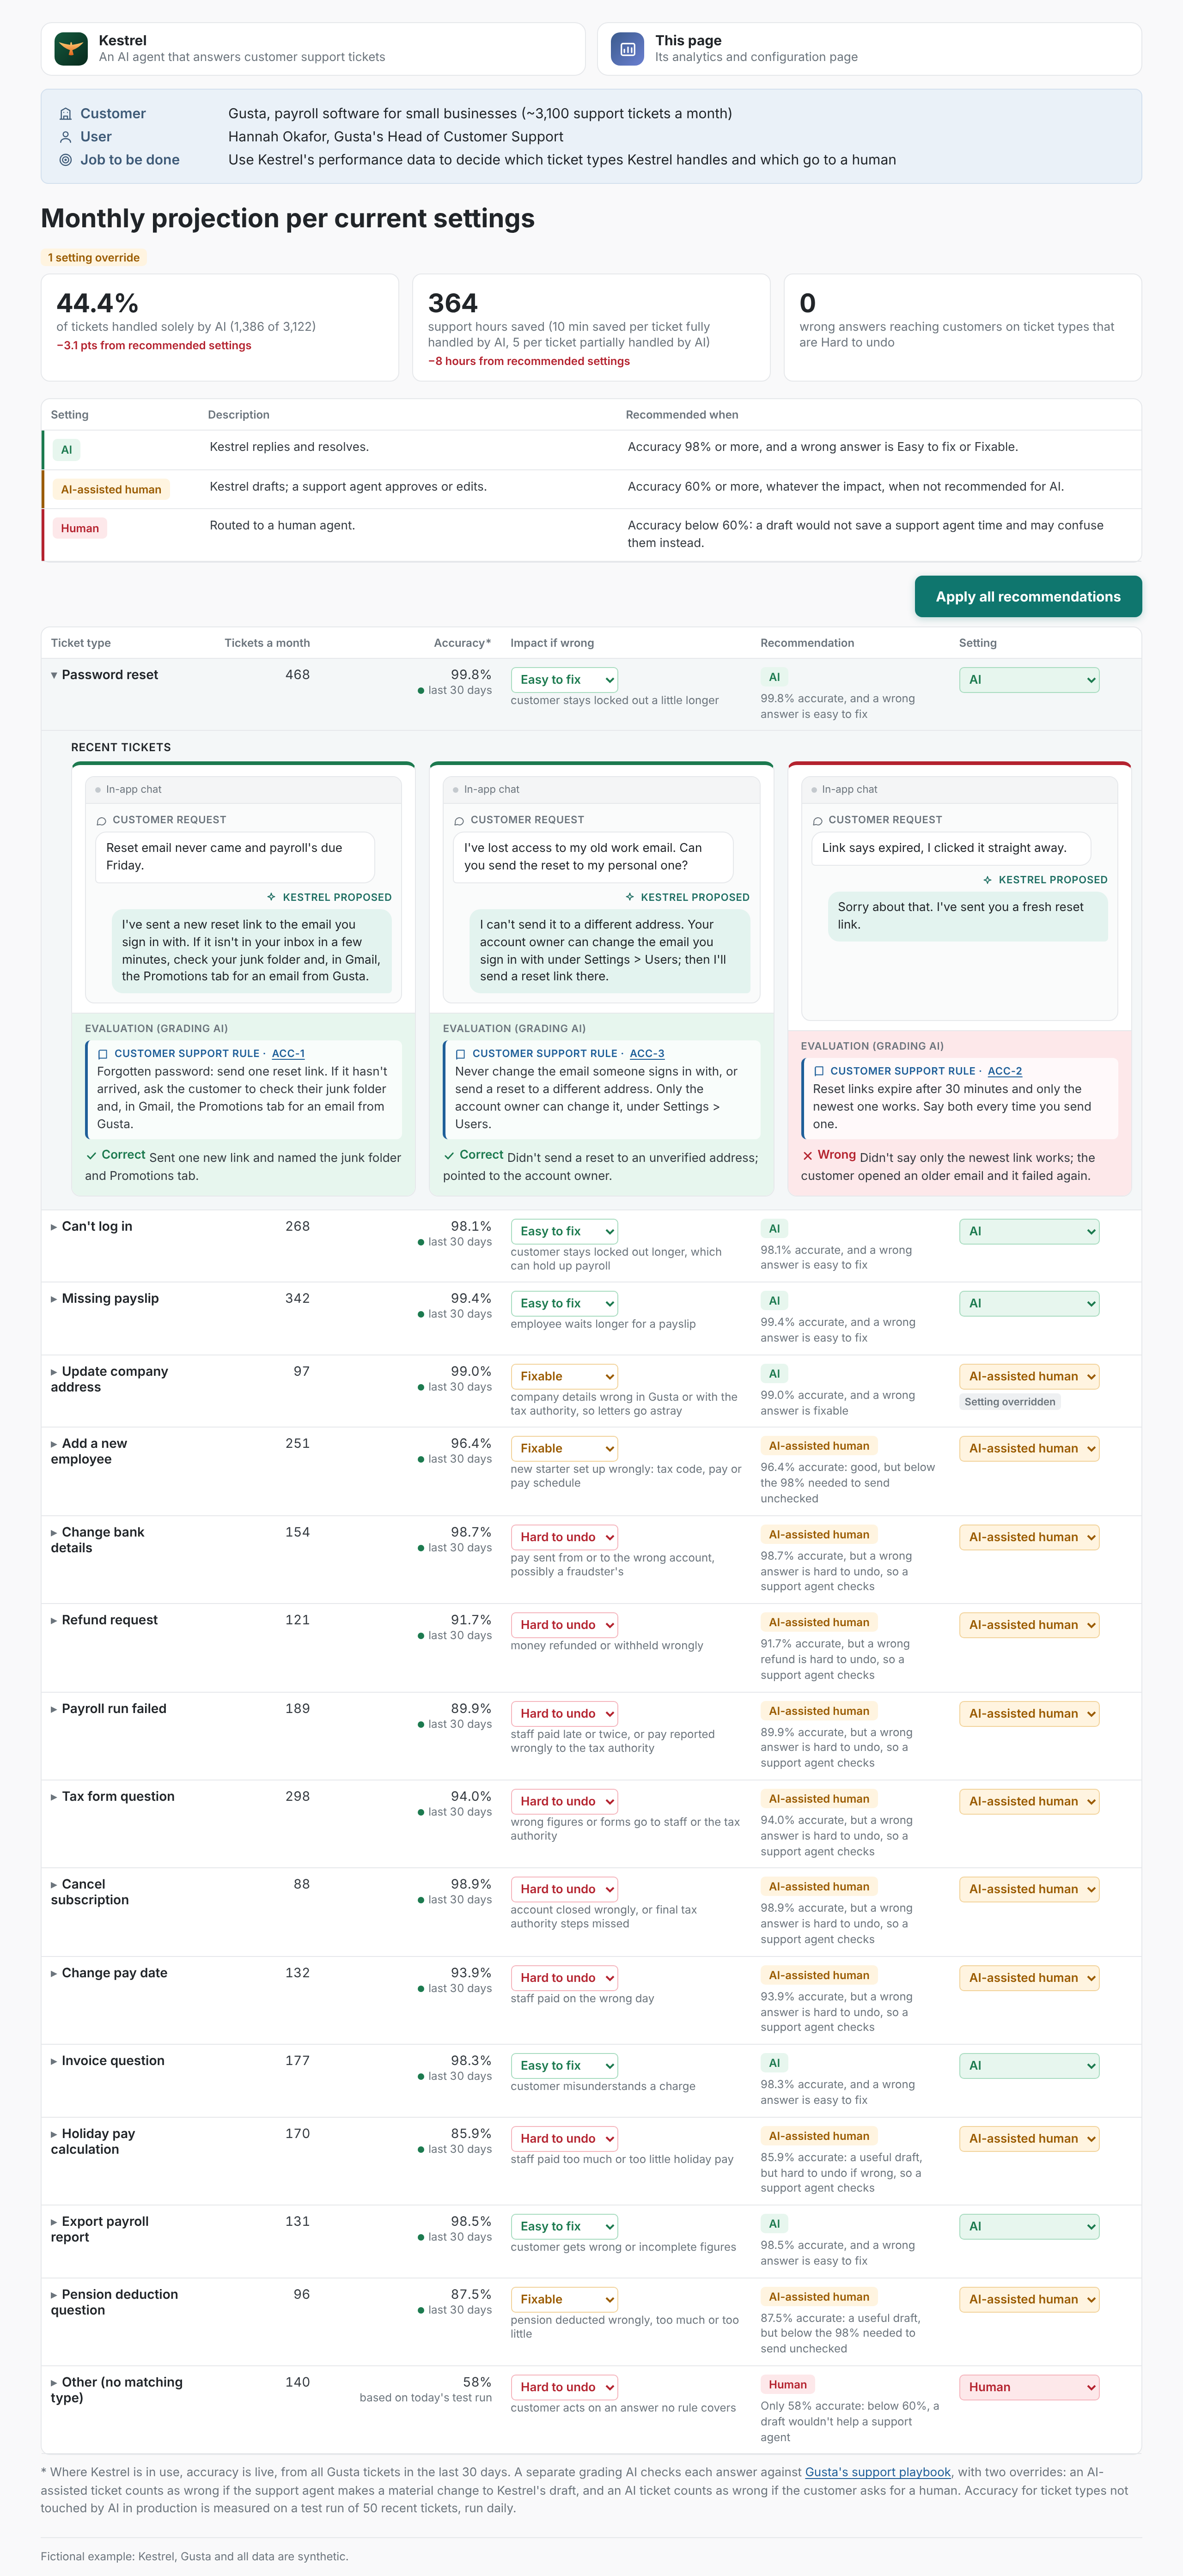 Kestrel
An AI agent that answers customer support tickets
This page
Its analytics and configuration page
Customer
Gusta, payroll software for small businesses (~3,100 support tickets a month)
User
Hannah Okafor, Gusta's Head of Customer Support
Job to be done
Use Kestrel's performance data to decide which ticket types Kestrel handles and which go to a human
Monthly projection per current settings
1 setting override
44.4%
of tickets handled solely by AI (1,386 of 3,122)
−3.1 pts from recommended settings
364
support hours saved (10 min saved per ticket fully
handled by AI, 5 per ticket partially handled by AI)
−8 hours from recommended settings
0
wrong answers reaching customers on ticket types that
are Hard to undo
Setting Description Recommended when
AI Kestrel replies and resolves. Accuracy 98% or more, and a wrong answer is Easy to fix or Fixable.
AI-assisted human Kestrel drafts; a support agent approves or edits. Accuracy 60% or more, whatever the impact, when not recommended for AI.
Human Routed to a human agent. Accuracy below 60%: a draft would not save a support agent time and may confuse
them instead.
Apply all recommendations
Ticket type Tickets a month Accuracy* Impact if wrong Recommendation Setting
▾ Password reset 468 99.8% Easy to fix AI AI
● last 30 days customer stays locked out a little longer 99.8% accurate, and a wrong
answer is easy to fix
RECENT TICKETS
In-app chat
CUSTOMER REQUEST
Reset email never came and payroll's due
Friday.
KESTREL PROPOSED
I've sent a new reset link to the email you
sign in with. If it isn't in your inbox in a few
minutes, check your junk folder and, in Gmail,
the Promotions tab for an email from Gusta.
EVALUATION (GRADING AI)
CUSTOMER SUPPORT RULE · ACC-1
Forgotten password: send one reset link. If it hasn't
arrived, ask the customer to check their junk folder
and, in Gmail, the Promotions tab for an email from
Gusta.
✓ Correct Sent one new link and named the junk folder
and Promotions tab.
In-app chat
CUSTOMER REQUEST
I've lost access to my old work email. Can
you send the reset to my personal one?
KESTREL PROPOSED
I can't send it to a different address. Your
account owner can change the email you
sign in with under Settings > Users; then I'll
send a reset link there.
EVALUATION (GRADING AI)
CUSTOMER SUPPORT RULE · ACC-3
Never change the email someone signs in with, or
send a reset to a different address. Only the
account owner can change it, under Settings >
Users.
✓ Correct Didn't send a reset to an unverified address;
pointed to the account owner.
In-app chat
CUSTOMER REQUEST
Link says expired, I clicked it straight away.
KESTREL PROPOSED
Sorry about that. I've sent you a fresh reset
link.
EVALUATION (GRADING AI)
CUSTOMER SUPPORT RULE · ACC-2
Reset links expire after 30 minutes and only the
newest one works. Say both every time you send
one.
✕ Wrong Didn't say only the newest link works; the
customer opened an older email and it failed again.
▸ Can't log in 268 98.1% Easy to fix AI AI
● last 30 days customer stays locked out longer, which 98.1% accurate, and a wrong
can hold up payroll answer is easy to fix
▸ Missing payslip 342 99.4% Easy to fix AI AI
● last 30 days employee waits longer for a payslip 99.4% accurate, and a wrong
answer is easy to fix
▸ Update company 97 99.0% Fixable AI AI-assisted human
address ● last 30 days company details wrong in Gusta or with the 99.0% accurate, and a wrong Setting overridden
tax authority, so letters go astray answer is fixable
▸ Add a new 251 96.4% Fixable AI-assisted human AI-assisted human
employee ● last 30 days new starter set up wrongly: tax code, pay or 96.4% accurate: good, but below
pay schedule the 98% needed to send
unchecked
▸ Change bank 154 98.7% Hard to undo AI-assisted human AI-assisted human
details ● last 30 days pay sent from or to the wrong account, 98.7% accurate, but a wrong
possibly a fraudster's answer is hard to undo, so a
support agent checks
▸ Refund request 121 91.7% Hard to undo AI-assisted human AI-assisted human
● last 30 days money refunded or withheld wrongly 91.7% accurate, but a wrong
refund is hard to undo, so a
support agent checks
▸ Payroll run failed 189 89.9% Hard to undo AI-assisted human AI-assisted human
● last 30 days staff paid late or twice, or pay reported 89.9% accurate, but a wrong
wrongly to the tax authority answer is hard to undo, so a
support agent checks
▸ Tax form question 298 94.0% Hard to undo AI-assisted human AI-assisted human
● last 30 days wrong figures or forms go to staff or the tax 94.0% accurate, but a wrong
authority answer is hard to undo, so a
support agent checks
▸ Cancel 88 98.9% Hard to undo AI-assisted human AI-assisted human
subscription ● last 30 days account closed wrongly, or final tax 98.9% accurate, but a wrong
authority steps missed answer is hard to undo, so a
support agent checks
▸ Change pay date 132 93.9% Hard to undo AI-assisted human AI-assisted human
● last 30 days staff paid on the wrong day 93.9% accurate, but a wrong
answer is hard to undo, so a
support agent checks
▸ Invoice question 177 98.3% Easy to fix AI AI
● last 30 days customer misunderstands a charge 98.3% accurate, and a wrong
answer is easy to fix
▸ Holiday pay 170 85.9% Hard to undo AI-assisted human AI-assisted human
calculation ● last 30 days staff paid too much or too little holiday pay 85.9% accurate: a useful draft,
but hard to undo if wrong, so a
support agent checks
▸ Export payroll 131 98.5% Easy to fix AI AI
report ● last 30 days customer gets wrong or incomplete figures 98.5% accurate, and a wrong
answer is easy to fix
▸ Pension deduction 96 87.5% Fixable AI-assisted human AI-assisted human
question ● last 30 days pension deducted wrongly, too much or too 87.5% accurate: a useful draft,
little but below the 98% needed to
send unchecked
▸ Other (no matching 140 58% Hard to undo Human Human
type) based on today's test run customer acts on an answer no rule covers Only 58% accurate: below 60%, a
draft wouldn't help a support
agent
* Where Kestrel is in use, accuracy is live, from all Gusta tickets in the last 30 days. A separate grading AI checks each answer against Gusta's support playbook, with two overrides: an AI-
assisted ticket counts as wrong if the support agent makes a material change to Kestrel's draft, and an AI ticket counts as wrong if the customer asks for a human. Accuracy for ticket types not
touched by AI in production is measured on a test run of 50 recent tickets, run daily.
Fictional example: Kestrel, Gusta and all data are synthetic.